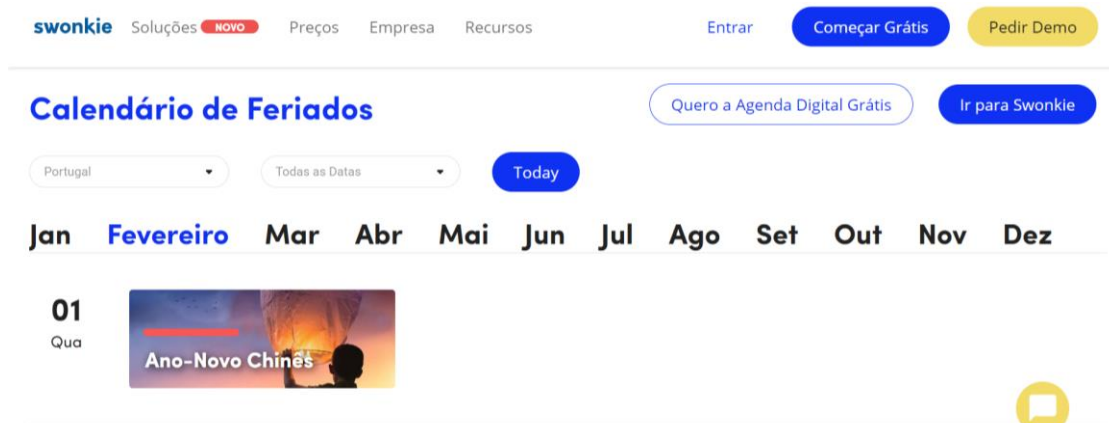 swonkie Soluções NOVO Preços Empresa Recursos Entrar Começar Grátis Pedir Demo
Calendário de Feriados Quero a Agenda Digital Grátis Ir para Swonkie
Portugal Todas as Datas Today
Jan Fevereiro Mar Abr Mai Jun Jul Ago Set Out Nov Dez
01
Qua
Ano-Novo Chinês